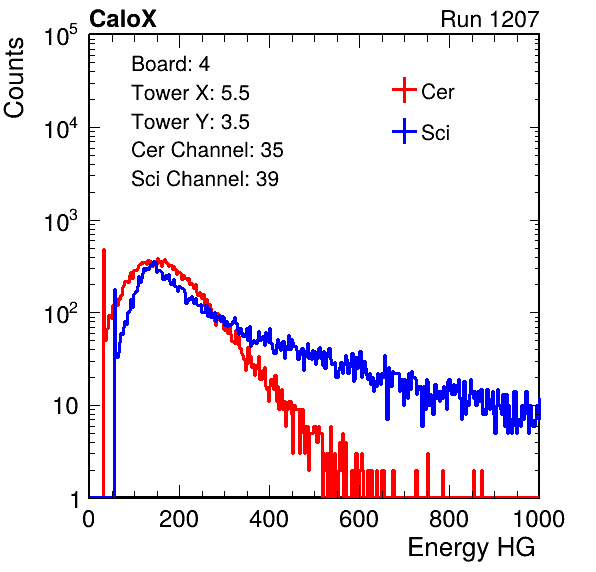 CaloX Run 1207
Counts
10^5
10^4
10^3
10^2
10
1
Board: 4
Tower X: 5.5
Tower Y: 3.5
Cer Channel: 35
Sci Channel: 39
Cer
Sci
0 200 400 600 800 1000
Energy HG